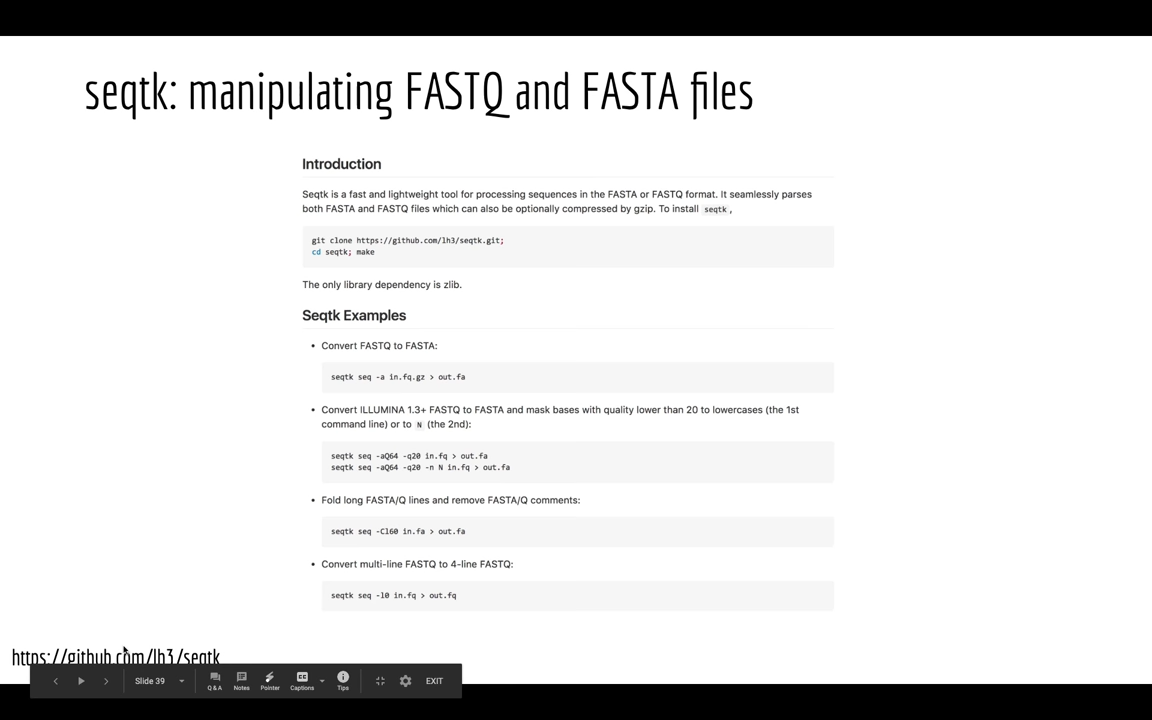 seqtk: manipulating FASTQ and FASTA files
Introduction
Seqtk is a fast and lightweight tool for processing sequences in the FASTA or FASTQ format. It seamlessly parses
both FASTA and FASTQ files which can also be optionally compressed by gzip. To install seqtk,
git clone https://github.com/lh3/seqtk.git;
cd seqtk; make
The only library dependency is zlib.
Seqtk Examples
• Convert FASTQ to FASTA:
seqtk seq -a in.fq.gz > out.fa
• Convert ILLUMINA 1.3+ FASTQ to FASTA and mask bases with quality lower than 20 to lowercases (the 1st
command line) or to N (the 2nd):
seqtk seq -aQ64 -q20 in.fq > out.fa
seqtk seq -aQ64 -q20 -n N in.fq > out.fa
• Fold long FASTA/Q lines and remove FASTA/Q comments:
seqtk seq -Cl60 in.fa > out.fa
• Convert multi-line FASTQ to 4-line FASTQ:
seqtk seq -l0 in.fq > out.fq
https://github.com/lh3/seqtk
Slide 39
Q & A Notes Pointer Captions Tips EXIT